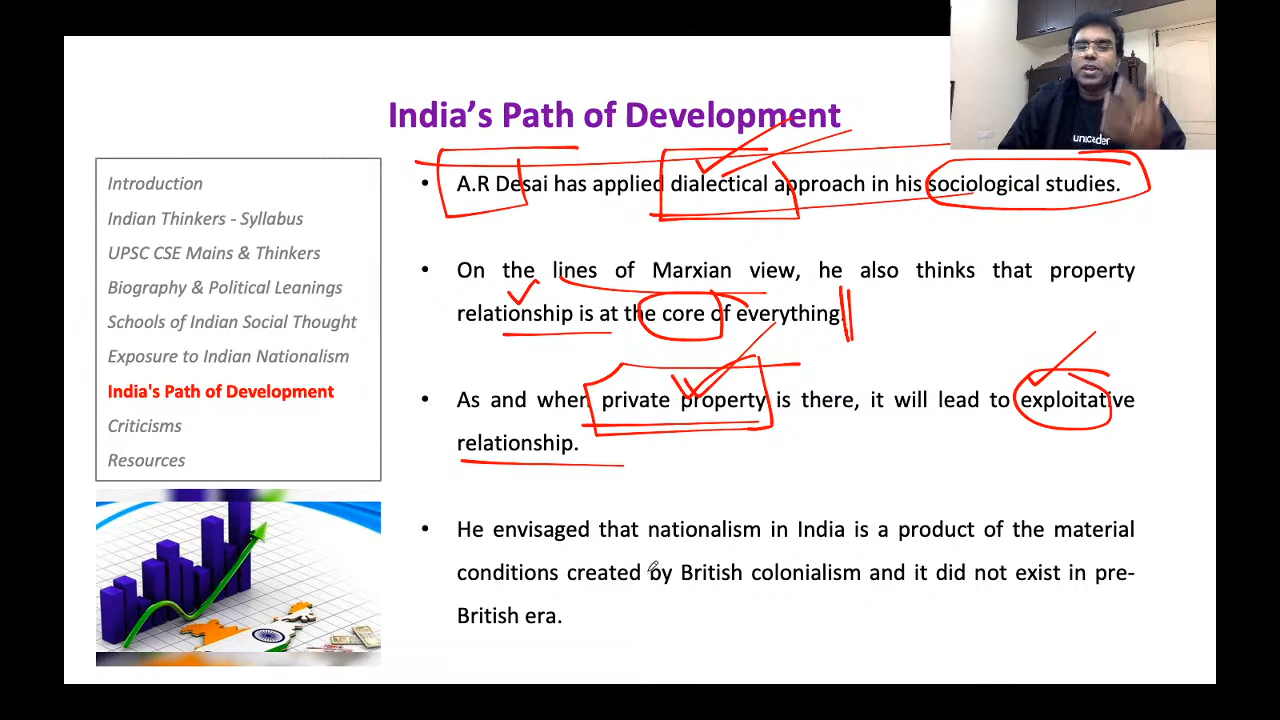 unacader
India's Path of Development
Introduction
Indian Thinkers - Syllabus
UPSC CSE Mains & Thinkers
Biography & Political Leanings
Schools of Indian Social Thought
Exposure to Indian Nationalism
India's Path of Development
Criticisms
Resources
• A.R Desai has applied dialectical approach in his sociological studies.
• On the lines of Marxian view, he also thinks that property
relationship is at the core of everything.
• As and when private property is there, it will lead to exploitative
relationship.
• He envisaged that nationalism in India is a product of the material
conditions created by British colonialism and it did not exist in pre-
British era.